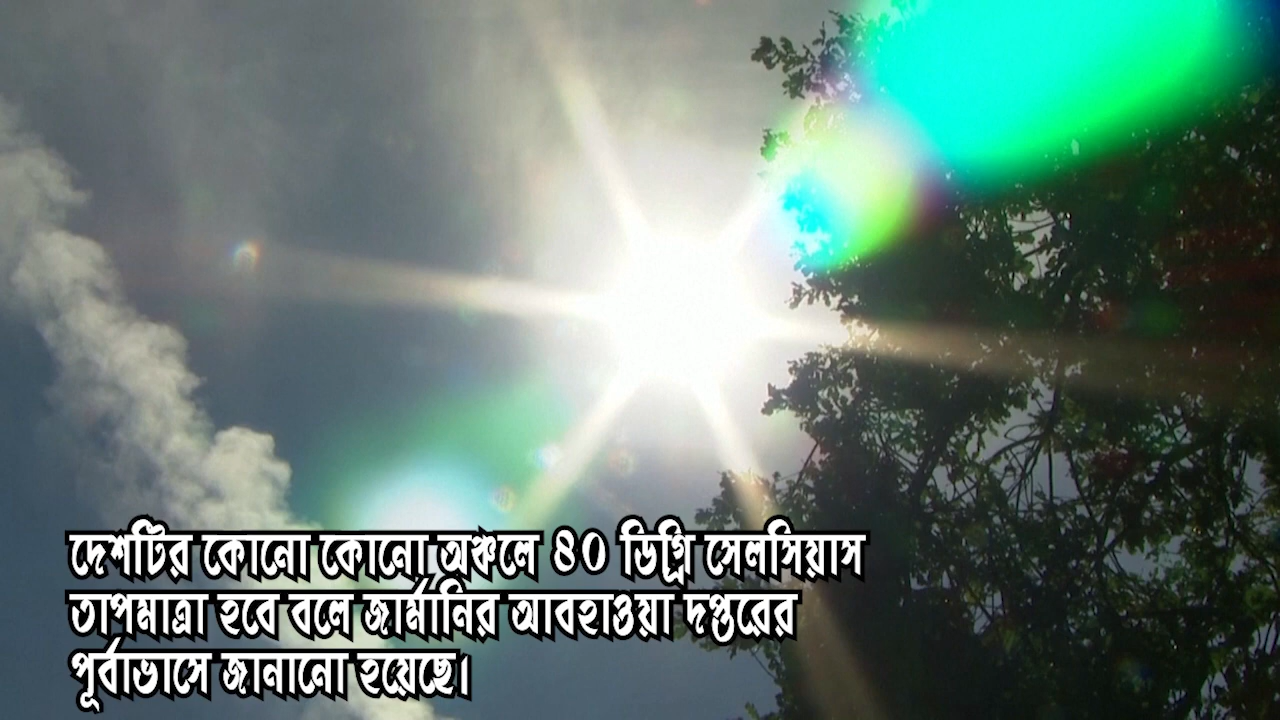 দেশটির কোনো কোনো অঞ্চলে ৪০ ডিগ্রি সেলসিয়াস
তাপমাত্রা হবে বলে জার্মানির আবহাওয়া দপ্তরের
পূর্বাভাসে জানানো হয়েছে।